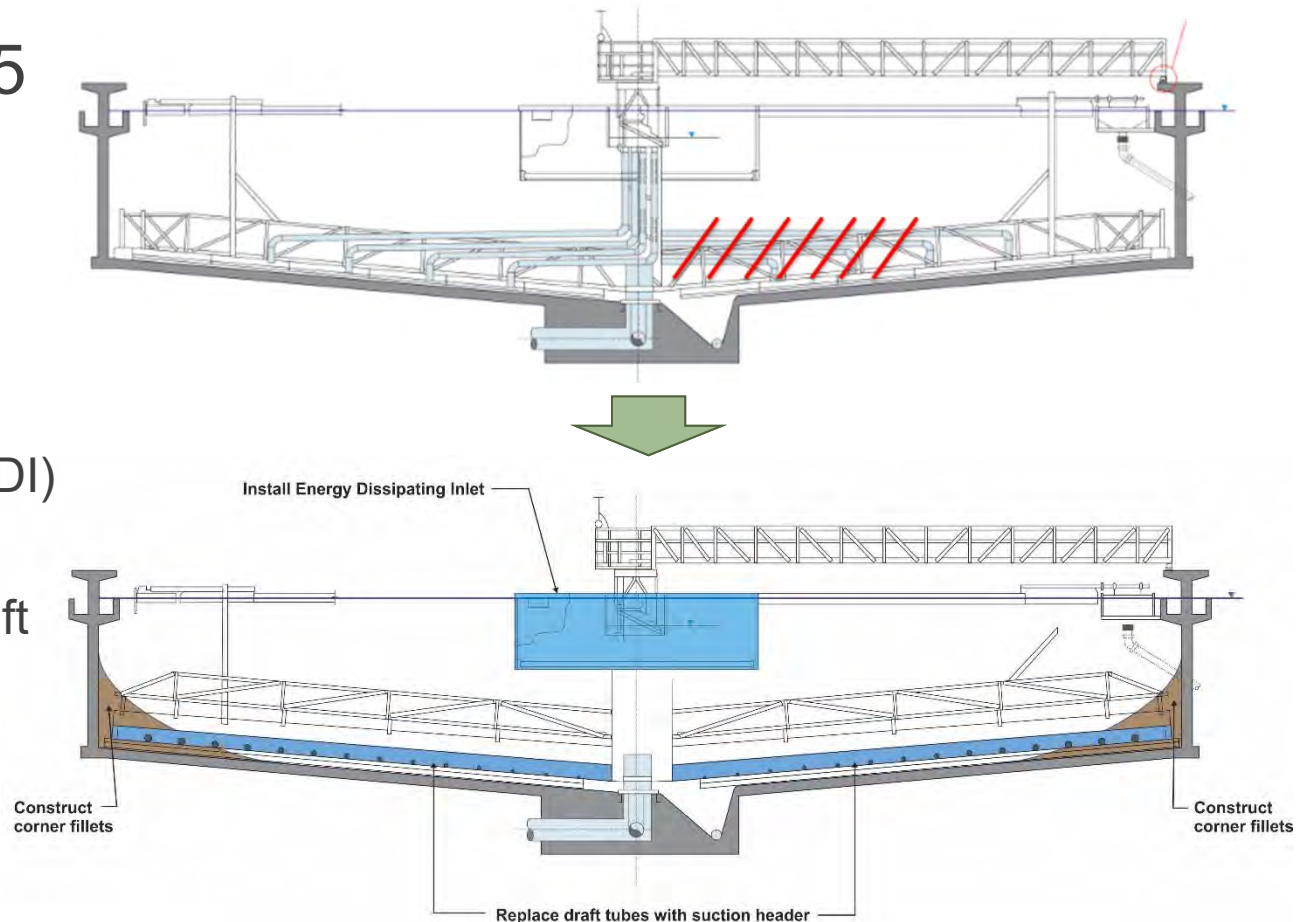 5
DI)
ft
Install Energy Dissipating Inlet
Construct
corner fillets
Construct
corner fillets
Replace draft tubes with suction header